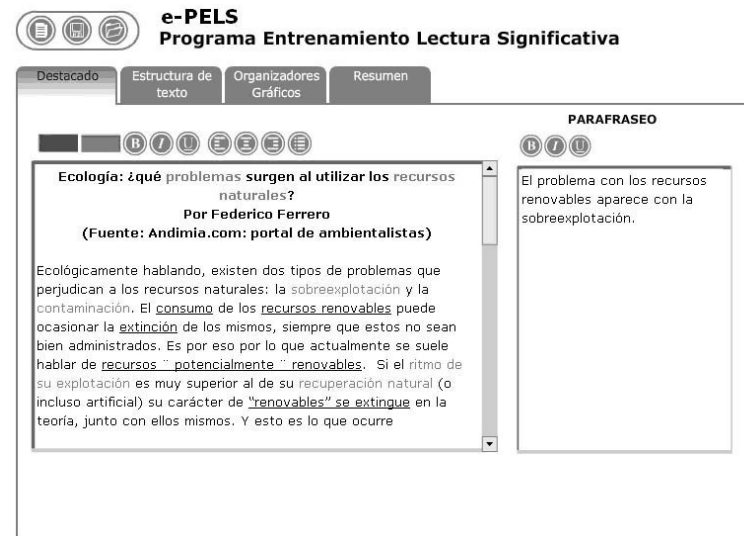 e-PELS
Programa Entrenamiento Lectura Significativa
Destacado
Estructura de
texto
Organizadores
Gráficos
Resumen
B I U
Ecología: ¿qué problemas surgen al utilizar los recursos
naturales?
Por Federico Ferrero
(Fuente: Andimia.com: portal de ambientalistas)
Ecológicamente hablando, existen dos tipos de problemas que
perjudican a los recursos naturales: la sobreexplotación y la
contaminación. El consumo de los recursos renovables puede
ocasionar la extinción de los mismos, siempre que estos no sean
bien administrados. Es por eso por lo que actualmente se suele
hablar de recursos ¨ potencialmente ¨ renovables. Si el ritmo de
su explotación es muy superior al de su recuperación natural (o
incluso artificial) su carácter de "renovables" se extingue en la
teoría, junto con ellos mismos. Y esto es lo que ocurre
PARAFRASEO
B I U
El problema con los recursos
renovables aparece con la
sobreexplotación.